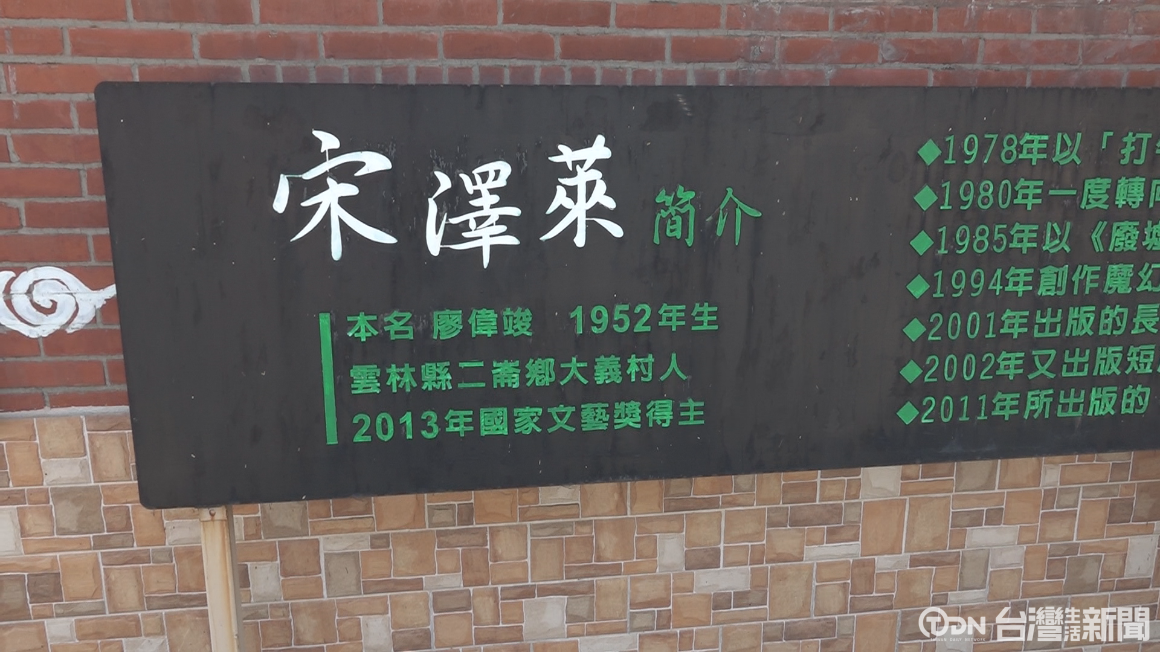 宋澤萊 簡介
本名 廖偉竣 1952年生
雲林縣二崙鄉大義村人
2013年國家文藝獎得主
◆1978年以「打
◆1980年一度轉向
◆1985年以《廢墟
◆1994年創作魔幻
◆2001年出版的長
◆2002年又出版短
◆2011年所出版的
TDN 台灣生活新聞